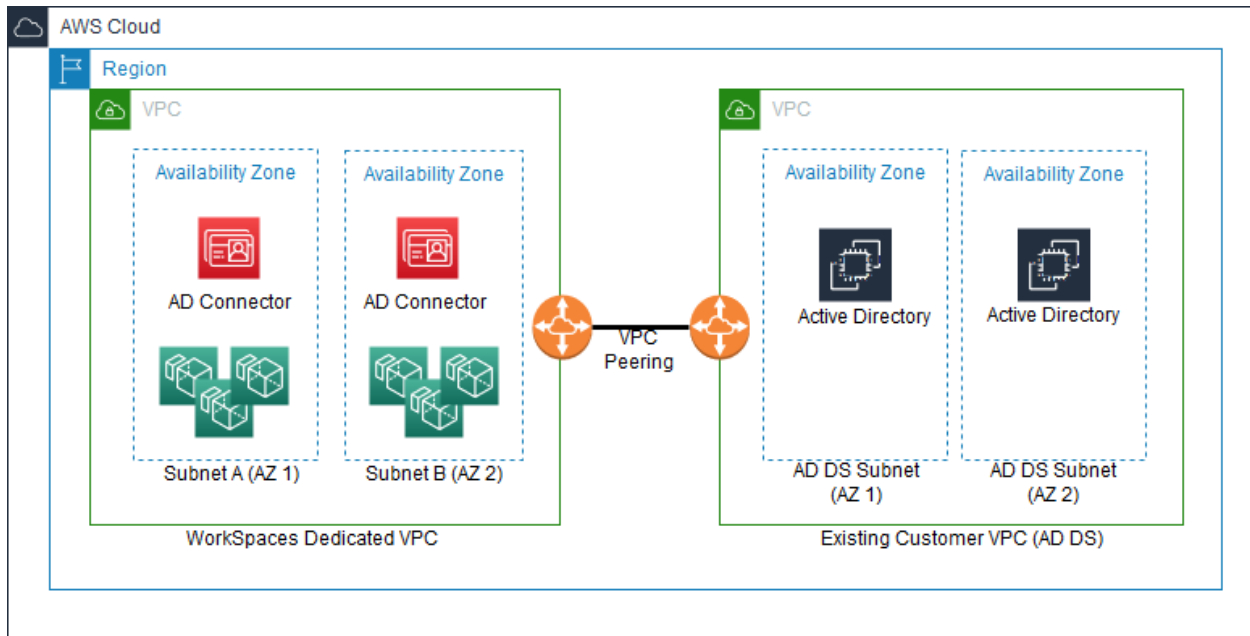 AWS Cloud
Region
VPC
VPC
Availability Zone
Availability Zone
Availability Zone
Availability Zone
AD Connector
AD Connector
Active Directory
Active Directory
VPC
Peering
Subnet A (AZ 1)
Subnet B (AZ 2)
AD DS Subnet
(AZ 1)
AD DS Subnet
(AZ 2)
WorkSpaces Dedicated VPC
Existing Customer VPC (AD DS)